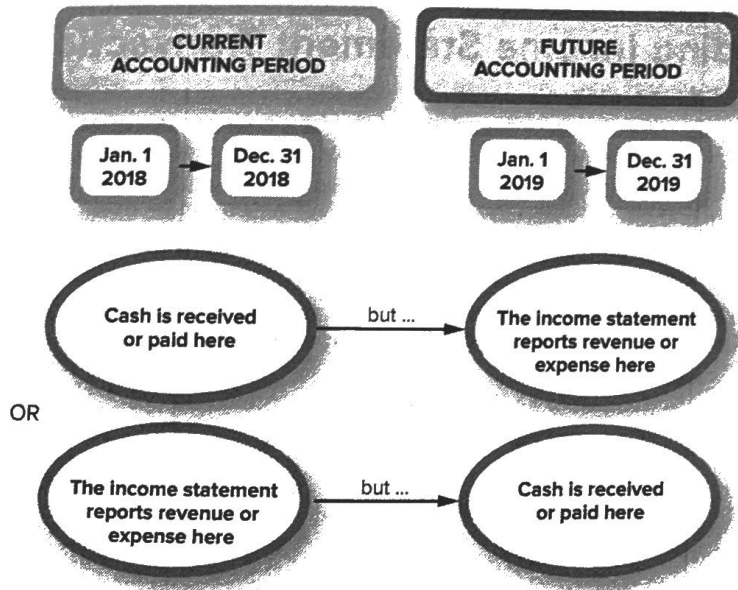 CURRENT
ACCOUNTING PERIOD
FUTURE
ACCOUNTING PERIOD
Jan. 1
2018
Dec. 31
2018
Jan. 1
2019
Dec. 31
2019
Cash is received
or paid here
but ...
The income statement
reports revenue or
expense here
OR
The income statement
reports revenue or
expense here
but ...
Cash is received
or paid here